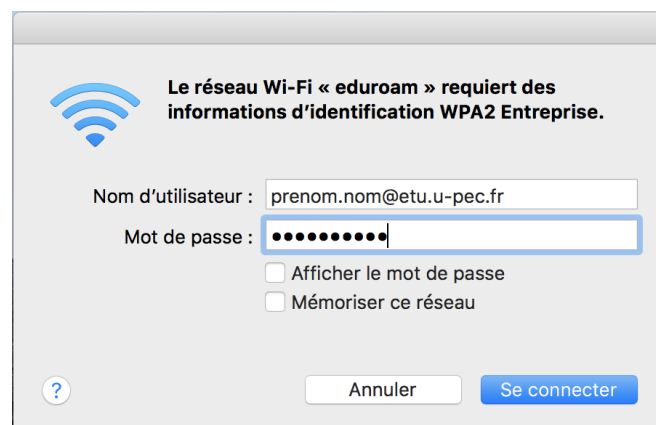 Le réseau Wi-Fi « eduroam » requiert des
informations d’identification WPA2 Entreprise.
Nom d’utilisateur : prenom.nom@etu.u-pec.fr
Mot de passe : ••••••••••
Afficher le mot de passe
Mémoriser ce réseau
? Annuler Se connecter